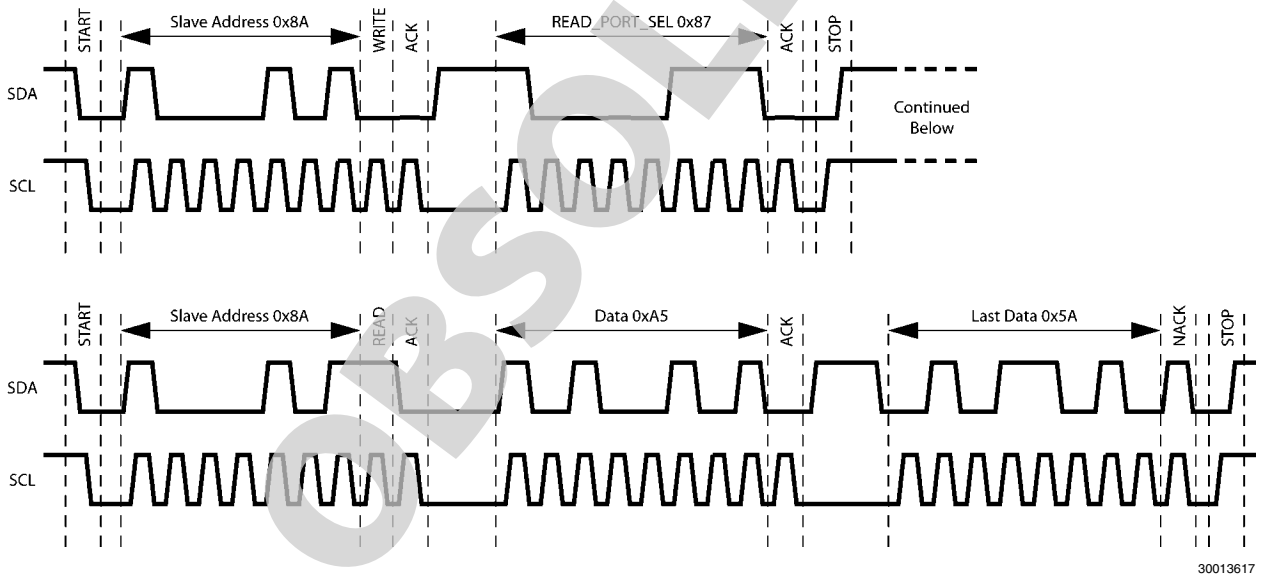 START
Slave Address 0x8A
WRITE
ACK
READ_PORT_SEL 0x87
ACK
STOP
SDA
Continued
Below
SCL
START
Slave Address 0x8A
READ
ACK
Data 0xA5
ACK
Last Data 0x5A
NACK
STOP
SDA
SCL
30013617